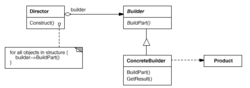 Director
builder
Builder
Construct()
BuildPart()
for all objects in structure {
builder->BuildPart()
}
ConcreteBuilder
Product
BuildPart()
GetResult()